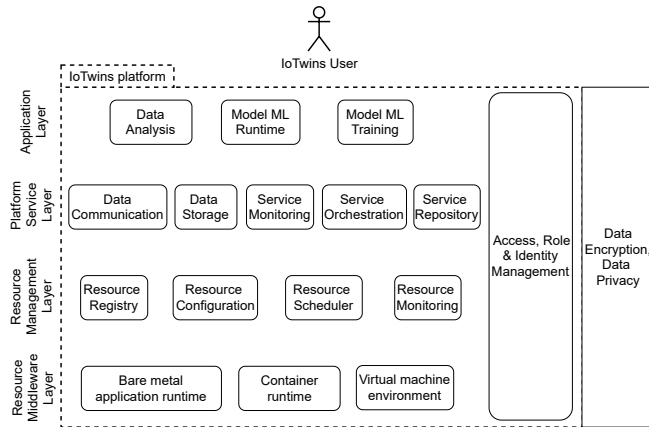 IoTwins User
IoTwins platform
Application
Layer
Data
Analysis
Model ML
Runtime
Model ML
Training
Platform
Service
Layer
Data
Communication
Data
Storage
Service
Monitoring
Service
Orchestration
Service
Repository
Access, Role
& Identity
Management
Data
Encryption,
Data
Privacy
Resource
Management
Layer
Resource
Registry
Resource
Configuration
Resource
Scheduler
Resource
Monitoring
Resource
Middleware
Layer
Bare metal
application runtime
Container
runtime
Virtual machine
environment